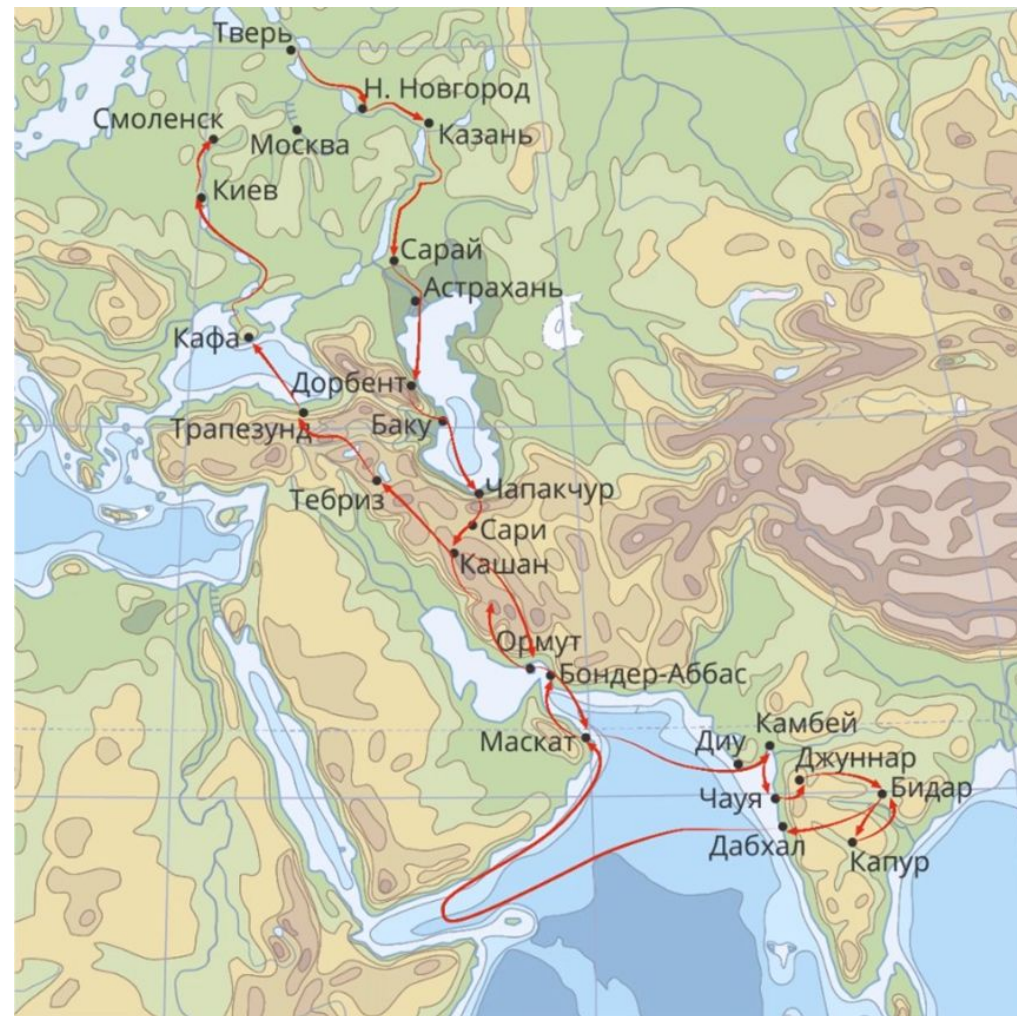 Тверь
Н. Новгород
Смоленск
Москва
Казань
Киев
Сарай
Астрахань
Кафа
Дорбент
Трапезунд
Баку
Тебриз
Чапакчур
Сари
Кашан
Ормут
Бондер-Аббас
Маскат
Диу
Камбей
Джуннар
Чауя
Бидар
Дабхал
Капур